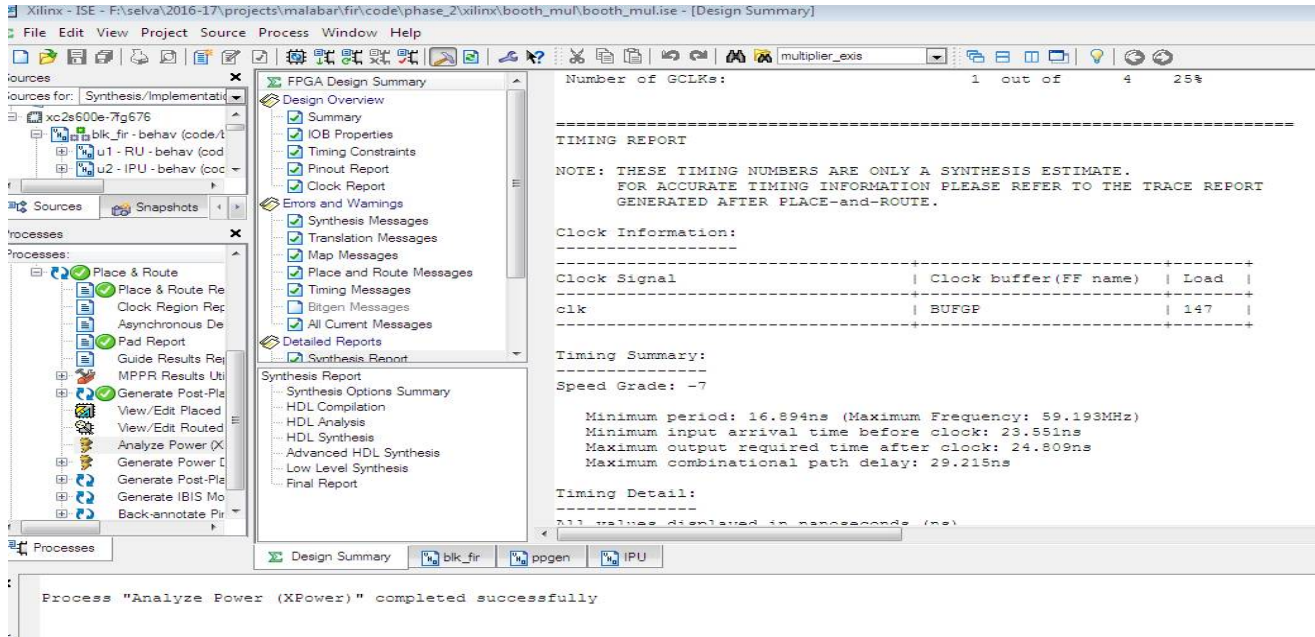 Xilinx - ISE - F:\selva\2016-17\projects\malabar\fir\code\phase_2\xilinx\booth_mul\booth_mul.ise - [Design Summary]
File Edit View Project Source Process Window Help
multiplier_exis
Sources
Sources for: Synthesis/Implementatio
xc2s600e-7fg676
blk_fir - behav (code/t
u1 - RU - behav (cod
u2 - IPU - behav (coc
Sources
Snapshots
Processes
Processes:
Place & Route
Place & Route Re
Clock Region Rep
Asynchronous De
Pad Report
Guide Results Rep
MPPR Results Uti
Generate Post-Pla
View/Edit Placed
View/Edit Routed
Analyze Power (X
Generate Power D
Generate Post-Pla
Generate IBIS Mo
Back-annotate Pin
Processes
FPGA Design Summary
Design Overview
Summary
IOB Properties
Timing Constraints
Pinout Report
Clock Report
Errors and Warnings
Synthesis Messages
Translation Messages
Map Messages
Place and Route Messages
Timing Messages
Bitgen Messages
All Current Messages
Detailed Reports
Synthesis Report
Synthesis Report
Synthesis Options Summary
HDL Compilation
HDL Analysis
HDL Synthesis
Advanced HDL Synthesis
Low Level Synthesis
Final Report
Number of GCLKs: 1 out of 4 25%
TIMING REPORT
NOTE: THESE TIMING NUMBERS ARE ONLY A SYNTHESIS ESTIMATE.
FOR ACCURATE TIMING INFORMATION PLEASE REFER TO THE TRACE REPORT
GENERATED AFTER PLACE-and-ROUTE.
Clock Information:
Clock Signal | Clock buffer(FF name) | Load |
clk | BUFGP | 147 |
Timing Summary:
Speed Grade: -7
Minimum period: 16.894ns (Maximum Frequency: 59.193MHz)
Minimum input arrival time before clock: 23.551ns
Maximum output required time after clock: 24.809ns
Maximum combinational path delay: 29.215ns
Timing Detail:
All values displayed in nanoseconds (ns)
Design Summary
blk_fir
ppgen
IPU
Process "Analyze Power (XPower)" completed successfully